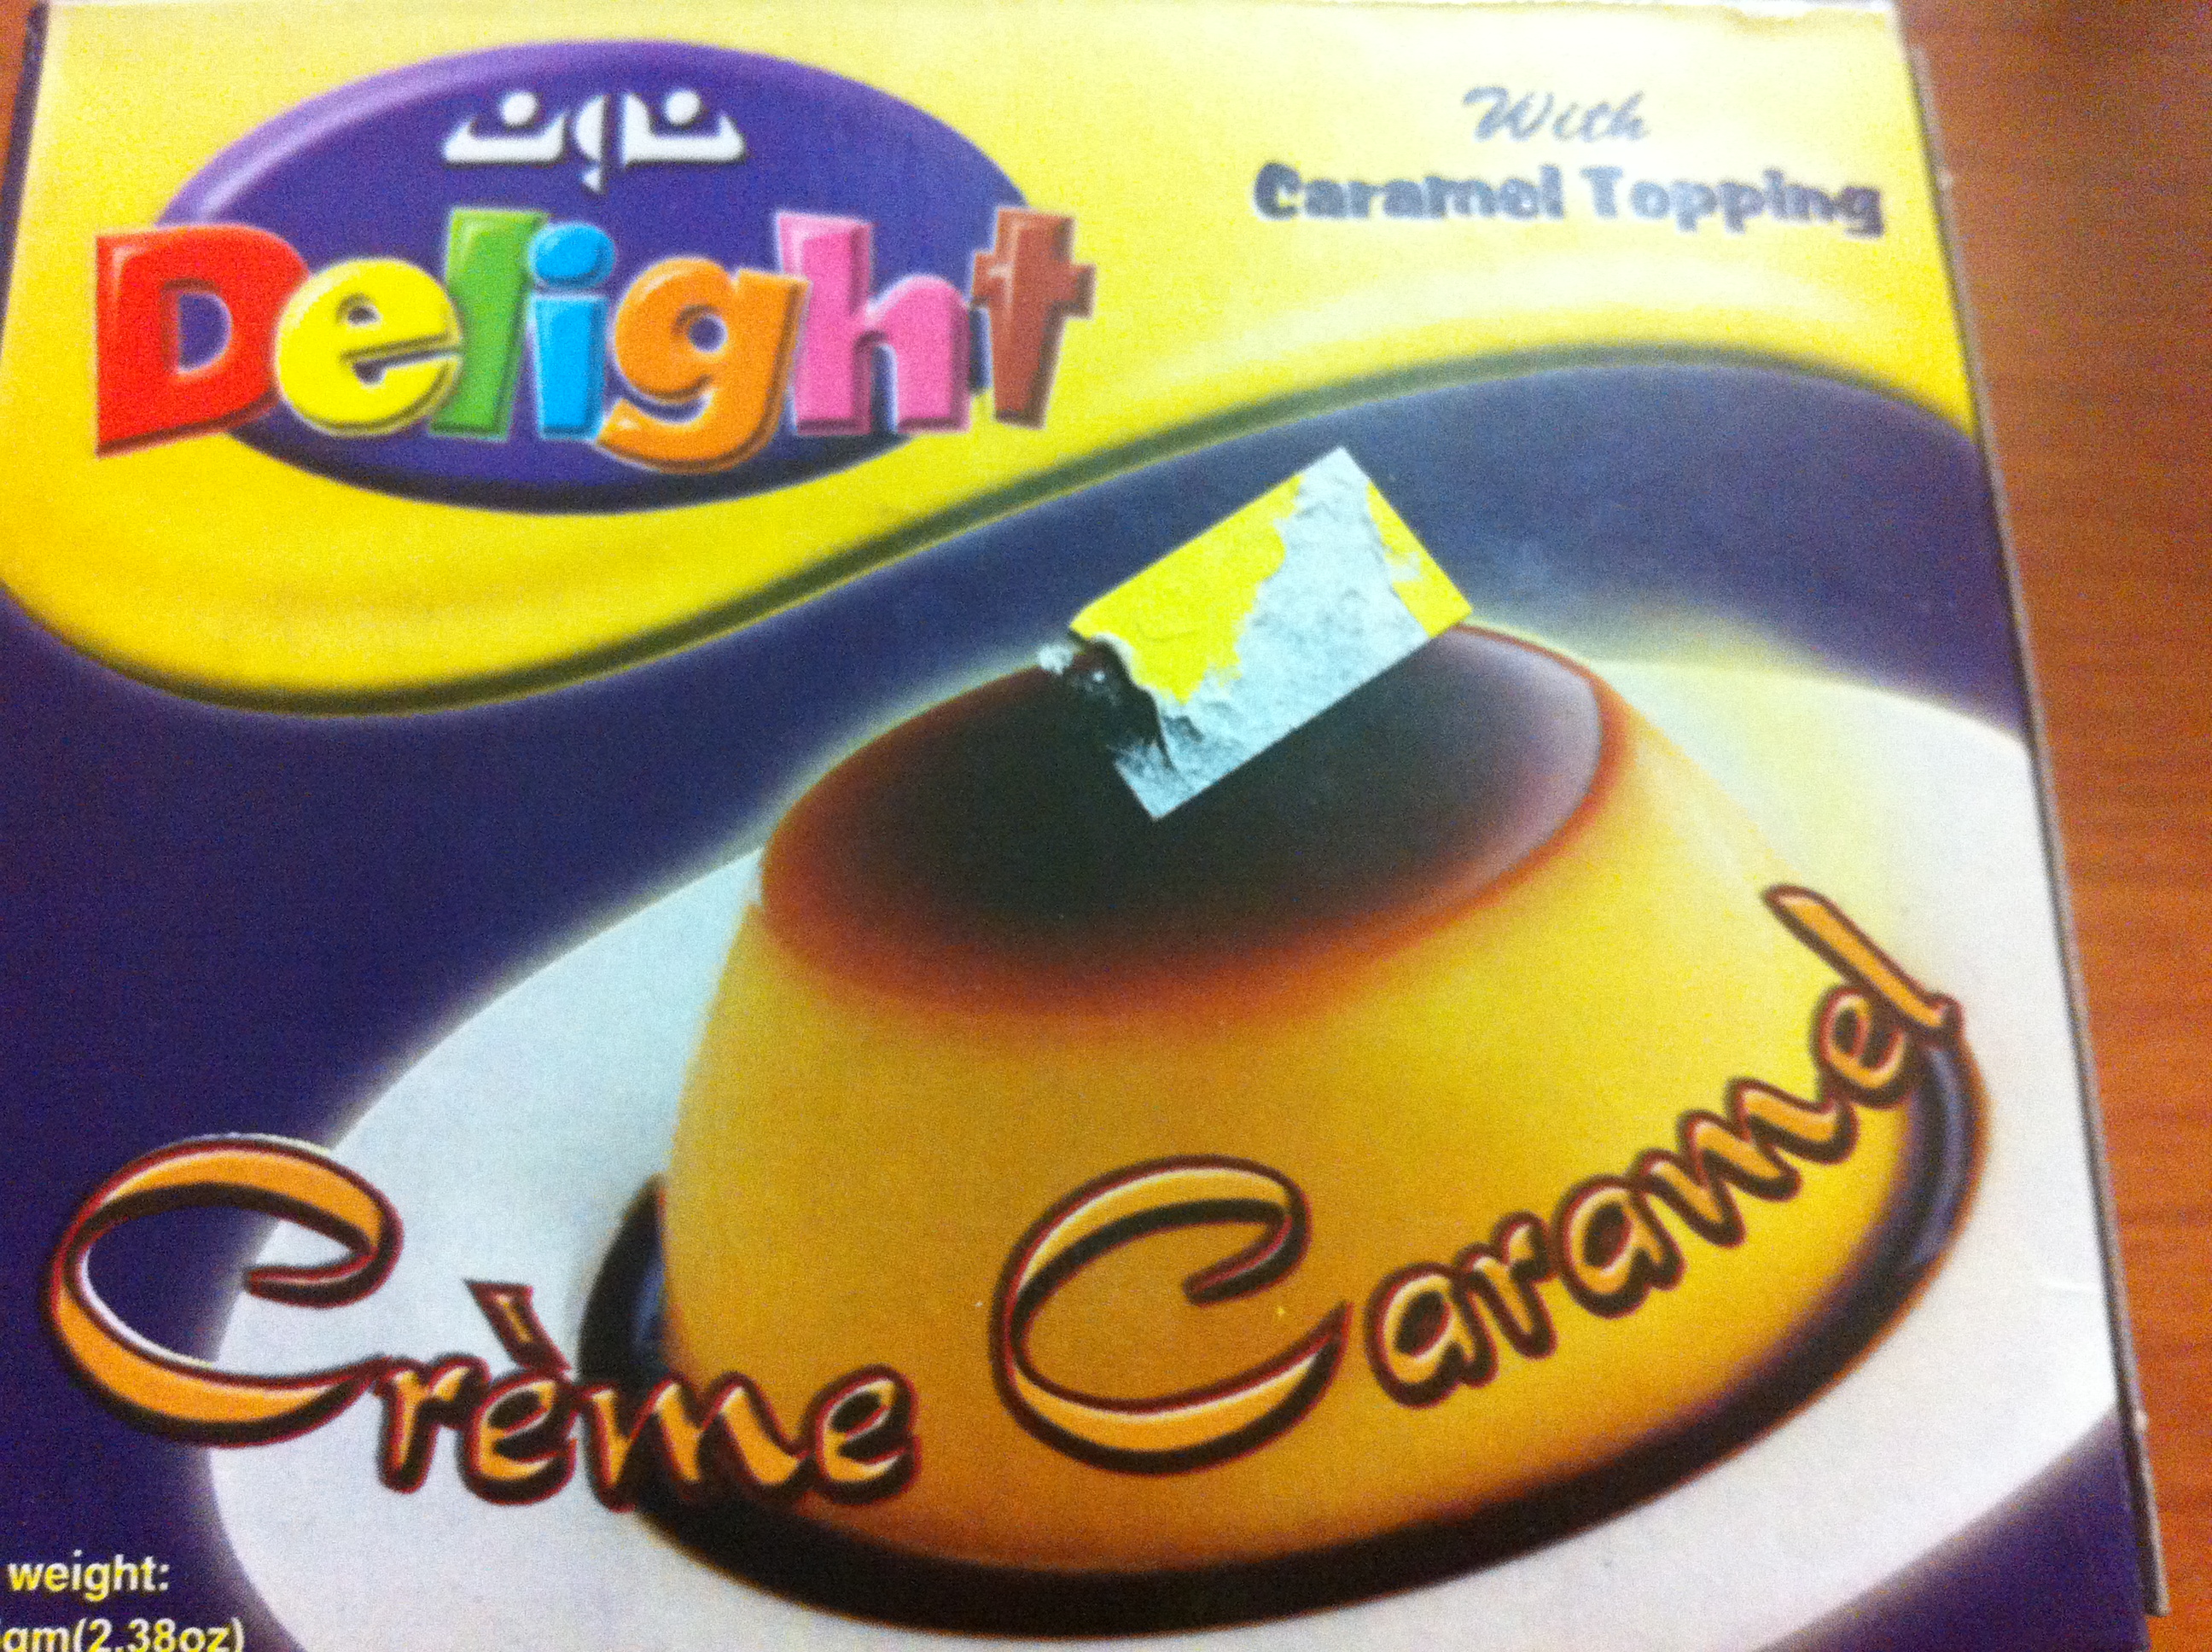 نون
Delight
With
Caramel Topping
Crème Caramel
weight:
gm(2.38oz)